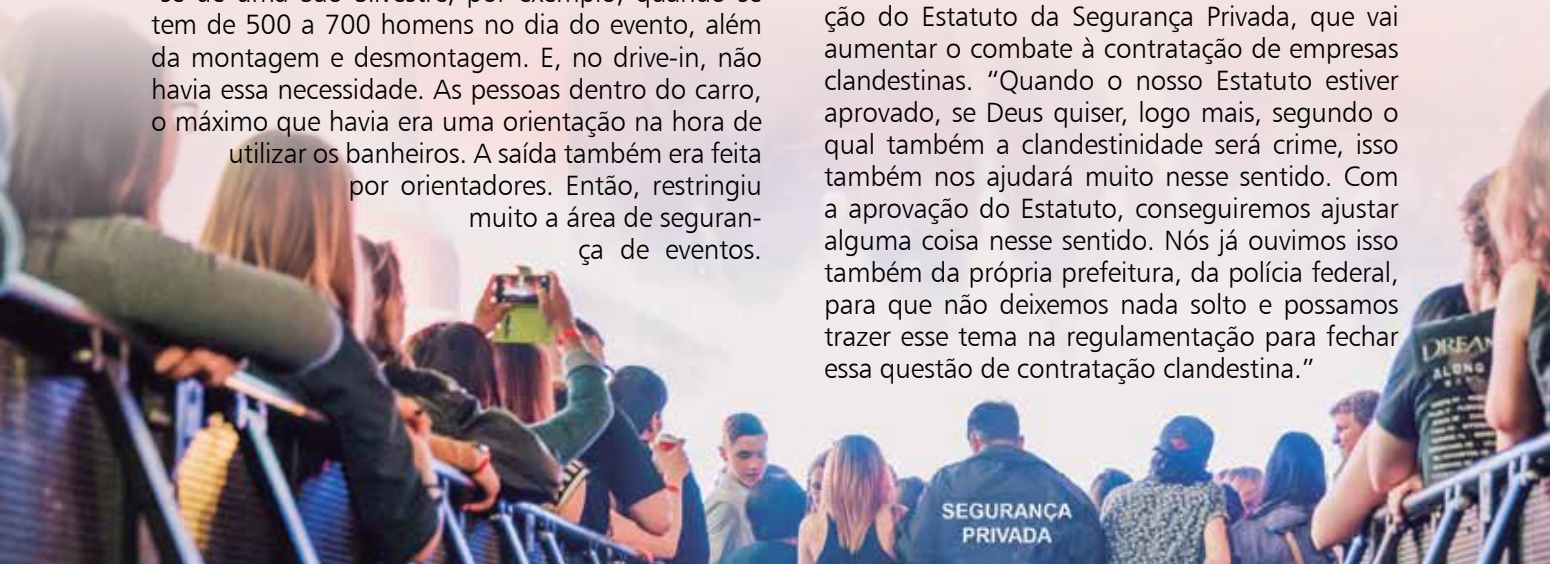 tem de 500 a 700 homens no dia do evento, além
da montagem e desmontagem. E, no drive-in, não
havia essa necessidade. As pessoas dentro do carro,
o máximo que havia era uma orientação na hora de
utilizar os banheiros. A saída também era feita
por orientadores. Então, restringiu
muito a área de seguran-
ça de eventos.
ção do Estatuto da Segurança Privada, que vai
aumentar o combate à contratação de empresas
clandestinas. “Quando o nosso Estatuto estiver
aprovado, se Deus quiser, logo mais, segundo o
qual também a clandestinidade será crime, isso
também nos ajudará muito nesse sentido. Com
a aprovação do Estatuto, conseguiremos ajustar
alguma coisa nesse sentido. Nós já ouvimos isso
também da própria prefeitura, da polícia federal,
para que não deixemos nada solto e possamos
trazer esse tema na regulamentação para fechar
essa questão de contratação clandestina.”
SEGURANÇA
PRIVADA
ALONG